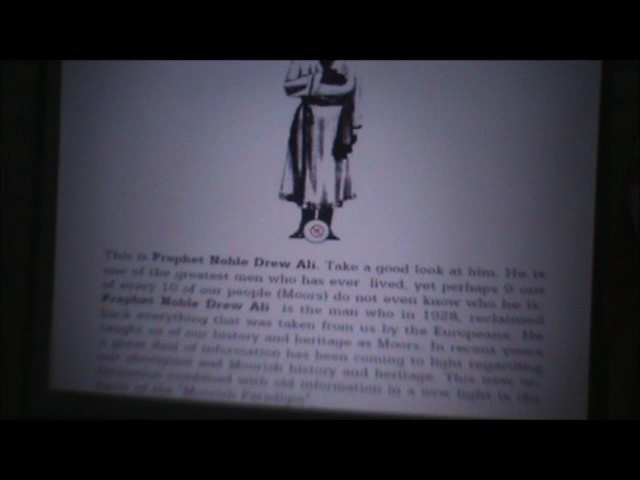 This is Prophet Noble Drew Ali. Take a good look at him. He is
one of the greatest men who has ever lived, yet perhaps 9 out
of every 10 of our people (Moors) do not even know who he is.
Prophet Noble Drew Ali is the man who in 1928, reclaimed
back everything that was taken from us by the Europeans. He
taught us of our history and heritage as Moors. In recent years
a great deal of information has been coming to light regarding
our aboriginal and Moorish history and heritage. This new in-
formation combined with old information in a new light is the
of the "Moorish Paradigm"